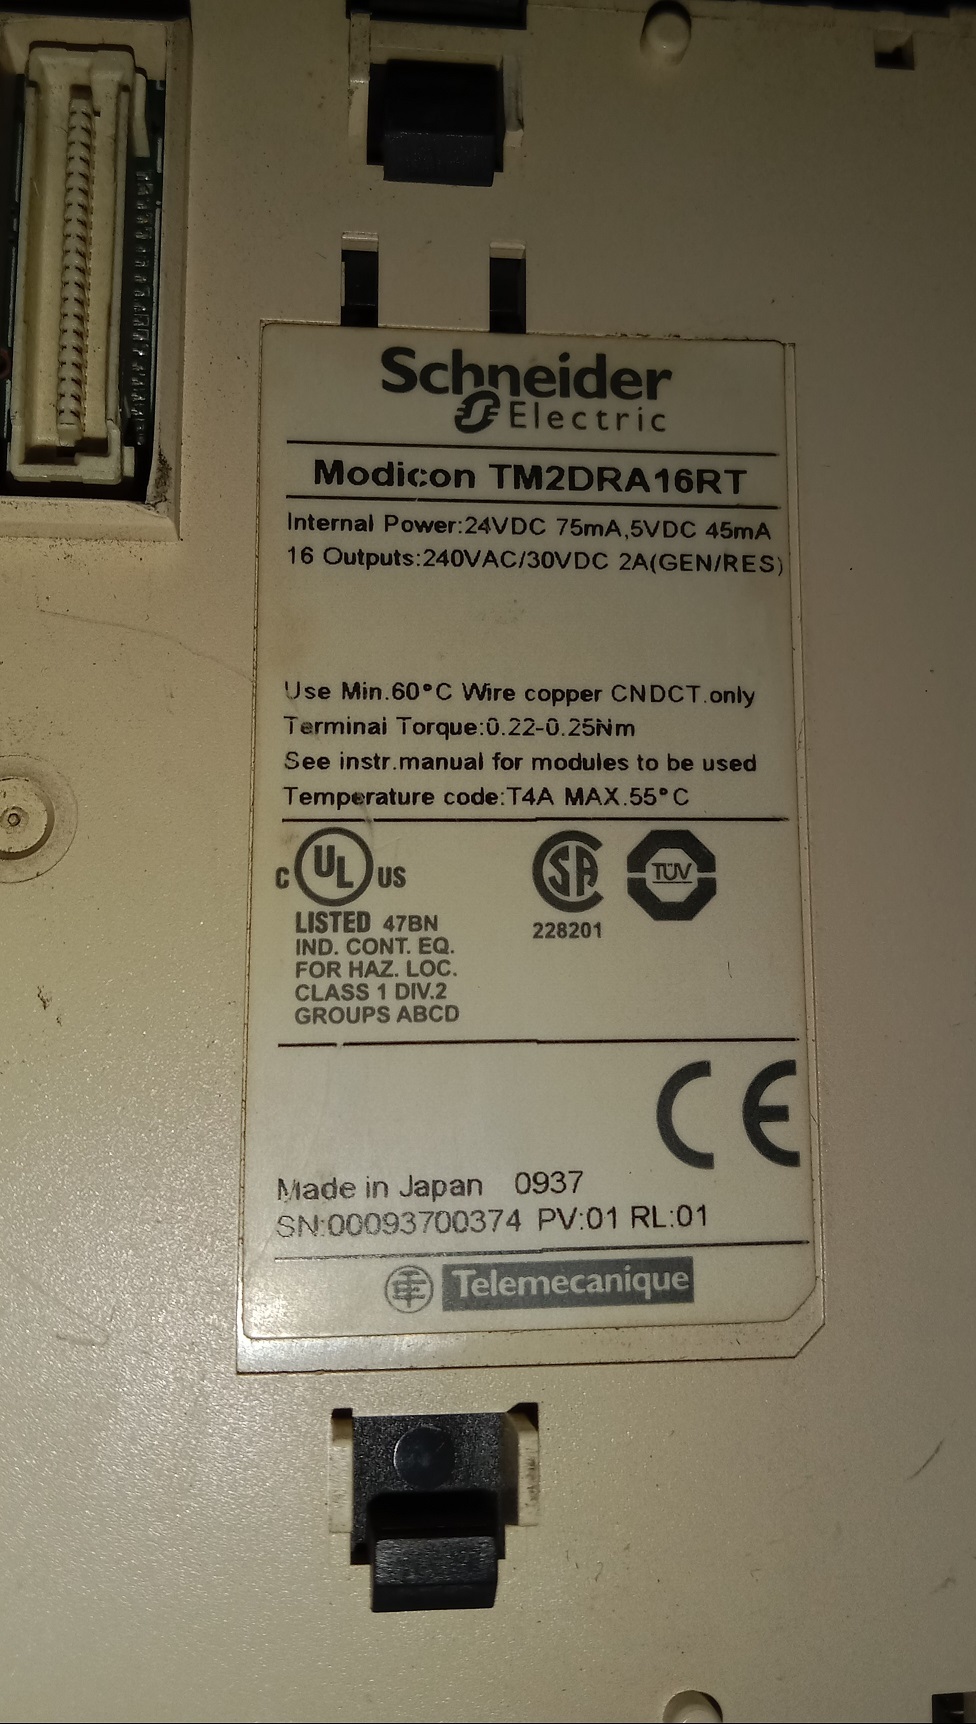 Schneider
Electric
Modicon TM2DRA16RT
Internal Power:24VDC 75mA,5VDC 45mA
16 Outputs:240VAC/30VDC 2A(GEN/RES)
Use Min.60°C Wire copper CNDCT.only
Terminal Torque:0.22-0.25Nm
See instr.manual for modules to be used
Temperature code:T4A MAX.55°C
C UL US
LISTED 47BN
IND. CONT. EQ.
FOR HAZ. LOC.
CLASS 1 DIV.2
GROUPS ABCD
SA
228201
TÜV
CE
Made in Japan 0937
SN:00093700374 PV:01 RL:01
Telemecanique